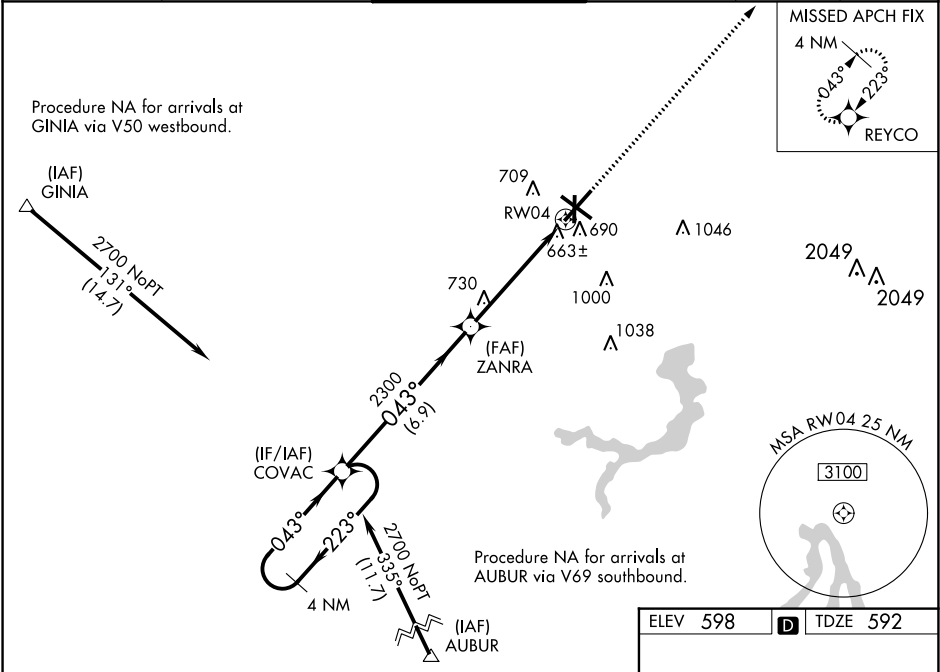 MISSED APCH FIX
4 NM
043°
223°
REYCO
Procedure NA for arrivals at
GINIA via V50 westbound.
(IAF)
GINIA
2700 NoPT
131°
(14.7)
709
RW04
690
663±
1046
2049
2049
730
1000
1038
(FAF)
ZANRA
2300
043°
(6.9)
(IF/IAF)
COVAC
043°
223°
4 NM
2700 NoPT
335°
(11.7)
(IAF)
AUBUR
Procedure NA for arrivals at
AUBUR via V69 southbound.
MSA RW04 25 NM
3100
ELEV 598 D TDZE 592